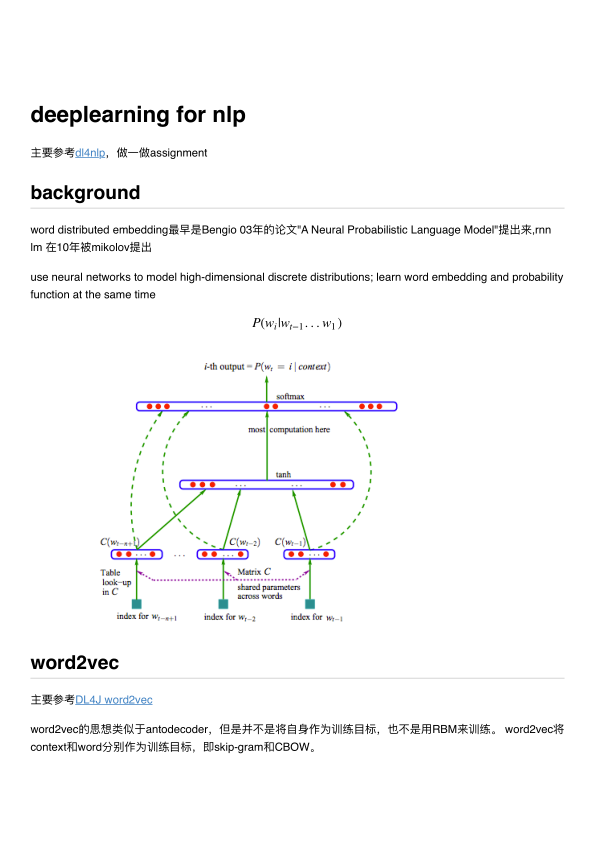 deeplearning for nlp
主要参考dl4nlp，做一做assignment
background
word distributed embedding最早是Bengio 03年的论文"A Neural Probabilistic Language Model"提出来,rnn
lm 在10年被mikolov提出
use neural networks to model high-dimensional discrete distributions; learn word embedding and probability
function at the same time
P(w_i|w_{t−1} … w_1)
i-th output = P(w_t = i | context)
softmax
... ...
most computation here
tanh
...
C(w_{t−n+1}) C(w_{t−2}) C(w_{t−1})
... ... ... ...
Table
look−up
in C
Matrix C
shared parameters
across words
index for w_{t−n+1} index for w_{t−2} index for w_{t−1}
word2vec
主要参考DL4J word2vec
word2vec的思想类似于antodecoder，但是并不是将自身作为训练目标，也不是用RBM来训练。 word2vec将
context和word分别作为训练目标，即skip-gram和CBOW。